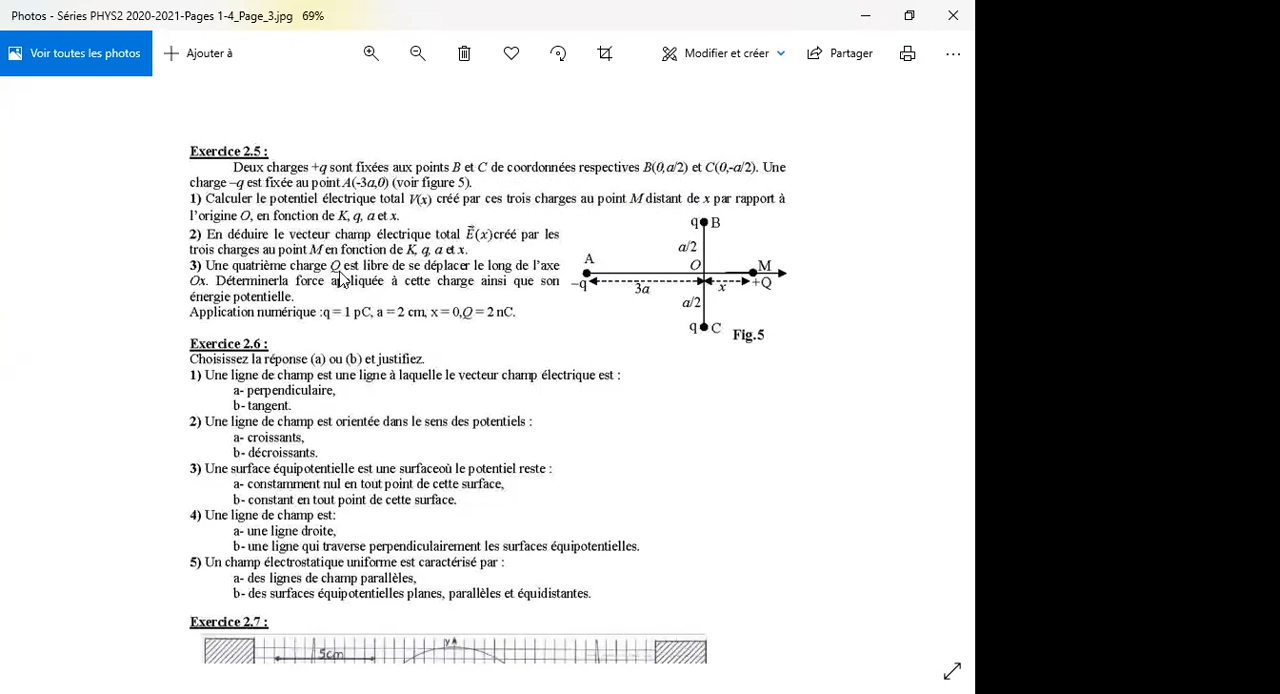 Photos - Séries PHYS2 2020-2021-Pages 1-4_Page_3.jpg 69%
Voir toutes les photos
Ajouter à
Modifier et créer
Partager
Exercice 2.5 :
Deux charges +q sont fixées aux points B et C de coordonnées respectives B(0,a/2) et C(0,-a/2). Une
charge –q est fixée au point A(-3a,0) (voir figure 5).
1) Calculer le potentiel électrique total V(x) créé par ces trois charges au point M distant de x par rapport à
l'origine O, en fonction de K, q, a et x.
2) En déduire le vecteur champ électrique total E⃗(x)créé par les
trois charges au point M en fonction de K, q, a et x.
3) Une quatrième charge Q est libre de se déplacer le long de l'axe
Ox. Déterminerla force appliquée à cette charge ainsi que son
énergie potentielle.
Application numérique :q = 1 pC, a = 2 cm, x = 0,Q = 2 nC.
q B
a/2
A O M
–q 3a x +Q
a/2
q C
Fig.5
Exercice 2.6 :
Choisissez la réponse (a) ou (b) et justifiez.
1) Une ligne de champ est une ligne à laquelle le vecteur champ électrique est :
a- perpendiculaire,
b- tangent.
2) Une ligne de champ est orientée dans le sens des potentiels :
a- croissants,
b- décroissants.
3) Une surface équipotentielle est une surfaceoù le potentiel reste :
a- constamment nul en tout point de cette surface,
b- constant en tout point de cette surface.
4) Une ligne de champ est:
a- une ligne droite,
b- une ligne qui traverse perpendiculairement les surfaces équipotentielles.
5) Un champ électrostatique uniforme est caractérisé par :
a- des lignes de champ parallèles,
b- des surfaces équipotentielles planes, parallèles et équidistantes.
Exercice 2.7 :
5cm